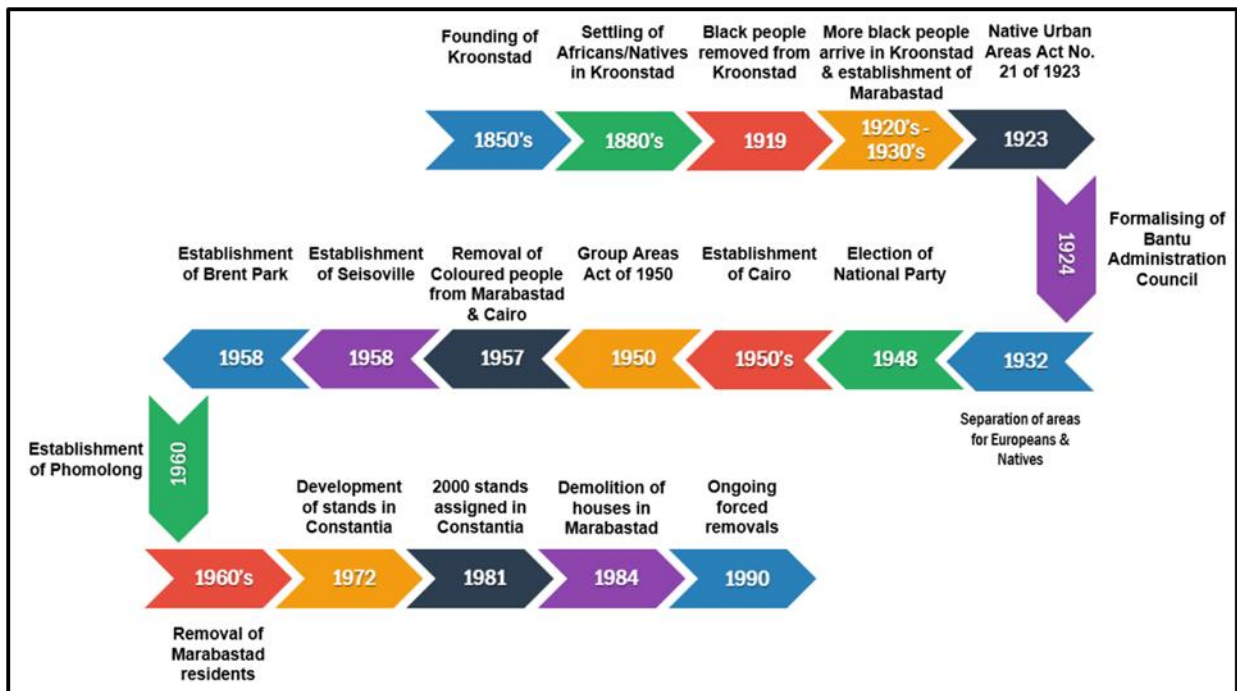 Founding of
Kroonstad
1850's
Settling of
Africans/Natives
in Kroonstad
1880's
Black people
removed from
Kroonstad
1919
More black people
arrive in Kroonstad
& establishment of
Marabastad
1920's -
1930's
Native Urban
Areas Act No.
21 of 1923
1923
1924
Formalising of
Bantu
Administration
Council
1932
Separation of areas
for Europeans &
Natives
Election of
National Party
1948
Establishment
of Cairo
1950's
Group Areas
Act of 1950
1950
Removal of
Coloured people
from Marabastad
& Cairo
1957
Establishment
of Seisoville
1958
Establishment
of Brent Park
1958
Establishment
of Phomolong
1960
1960's
Removal of
Marabastad
residents
Development
of stands in
Constantia
1972
2000 stands
assigned in
Constantia
1981
Demolition of
houses in
Marabastad
1984
Ongoing
forced
removals
1990